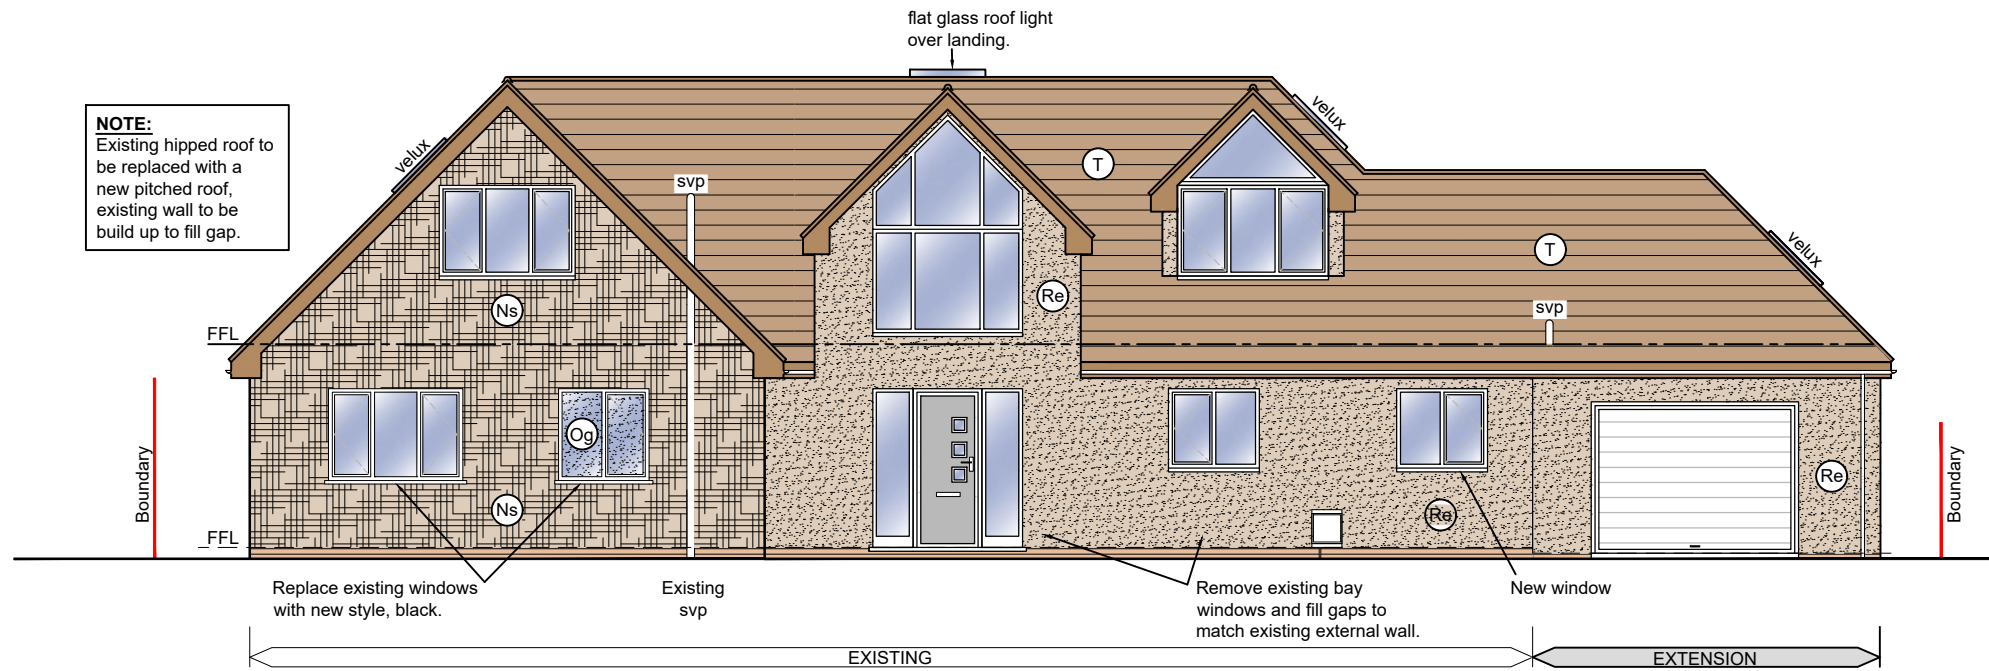 flat glass roof light
over landing.
NOTE:
Existing hipped roof to
be replaced with a
new pitched roof,
existing wall to be
build up to fill gap.
velux
velux
velux
svp
svp
T
T
Ns
Re
FFL
Og
Ns
Re
Re
FFL
Boundary
Boundary
Replace existing windows
with new style, black.
Existing
svp
Remove existing bay
windows and fill gaps to
match existing external wall.
New window
EXISTING
EXTENSION